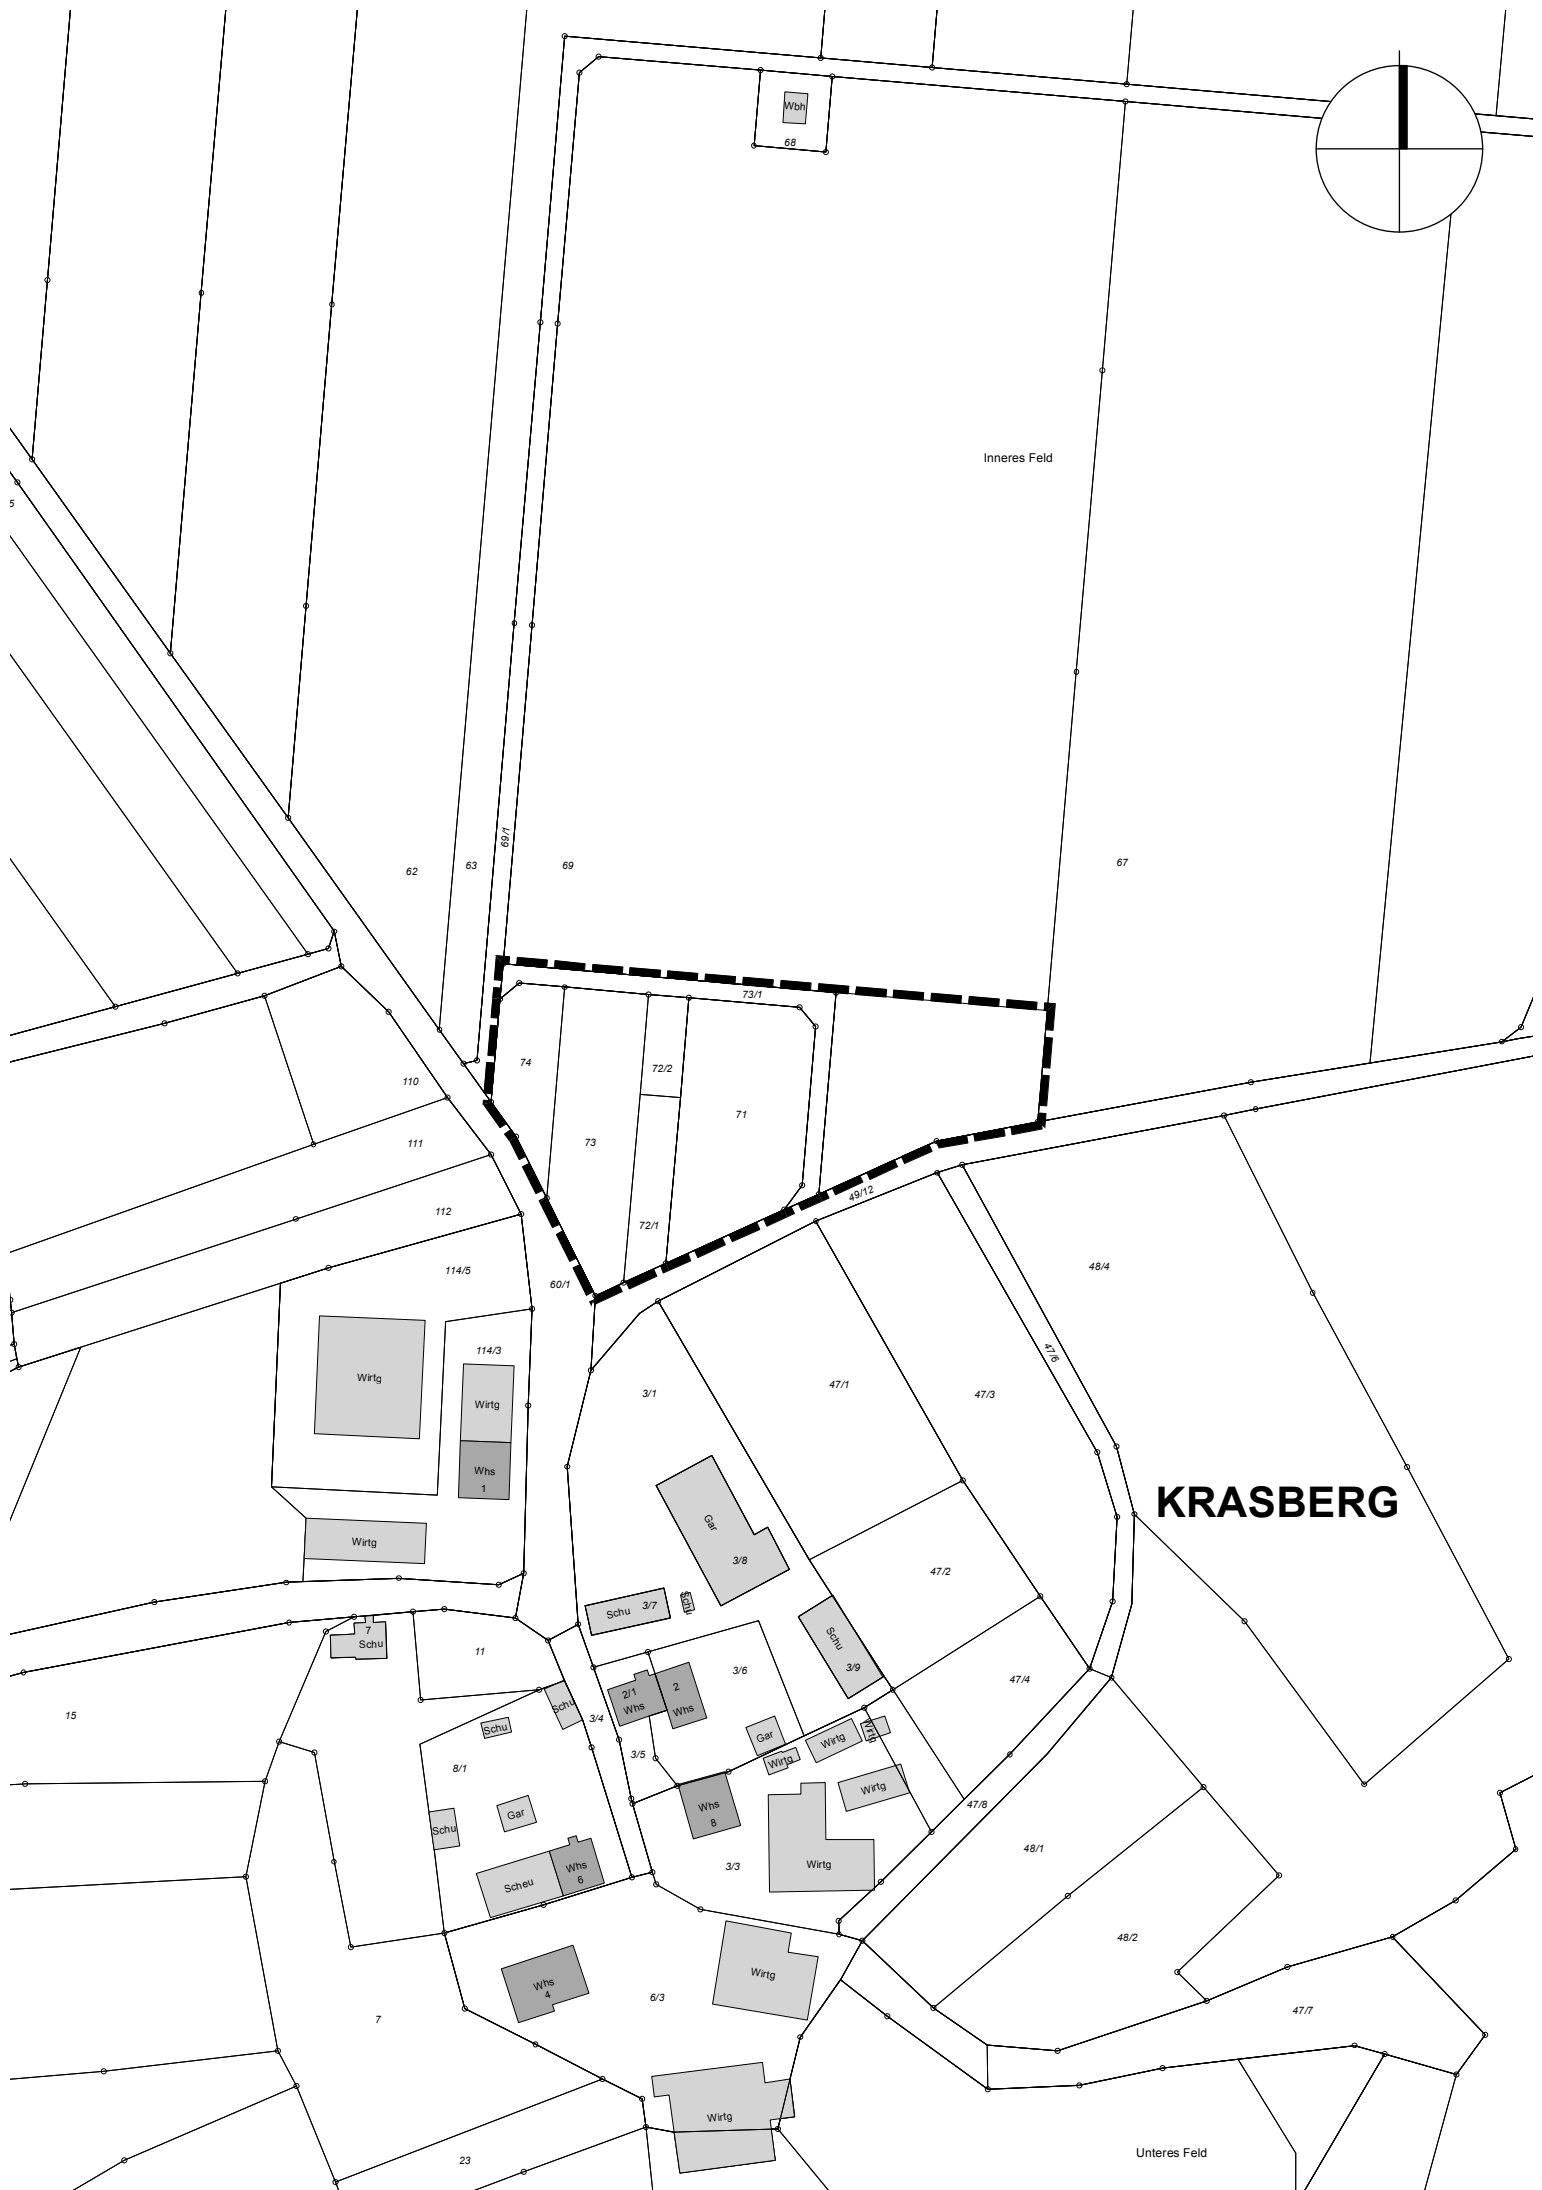 Wbh
68
Inneres Feld
5
69/1
62
63
69
67
73/1
74
72/2
71
73
110
111
112
72/1
49/12
114/5
60/1
48/4
114/3
Wirtg
Wirtg
47/6
47/1
47/3
3/1
Whs
1
KRASBERG
Gar
3/8
Wirtg
47/2
Schu
3/7
Schu
7
Schu
11
Schu
3/9
3/6
47/4
2/1
Whs
2
Whs
Schu
15
3/4
Schu
Gar
Wirtg
Wirtg
3/5
Wirtg
8/1
Wirtg
Whs
8
47/8
Gar
Schu
48/1
Whs
6
Scheu
3/3
Wirtg
48/2
Wirtg
Whs
4
6/3
7
47/7
Wirtg
Unteres Feld
23